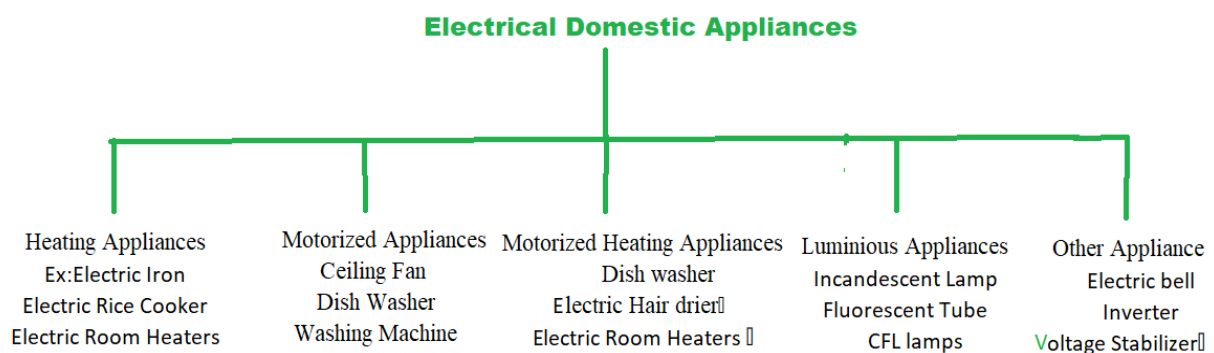 Electrical Domestic Appliances
Heating Appliances
Ex:Electric Iron
Electric Rice Cooker
Electric Room Heaters
Motorized Appliances
Ceiling Fan
Dish Washer
Washing Machine
Motorized Heating Appliances
Dish washer
Electric Hair drier▯
Electric Room Heaters ▯
Luminious Appliances
Incandescent Lamp
Fluorescent Tube
CFL lamps
Other Appliance
Electric bell
Inverter
Voltage Stabilizer▯